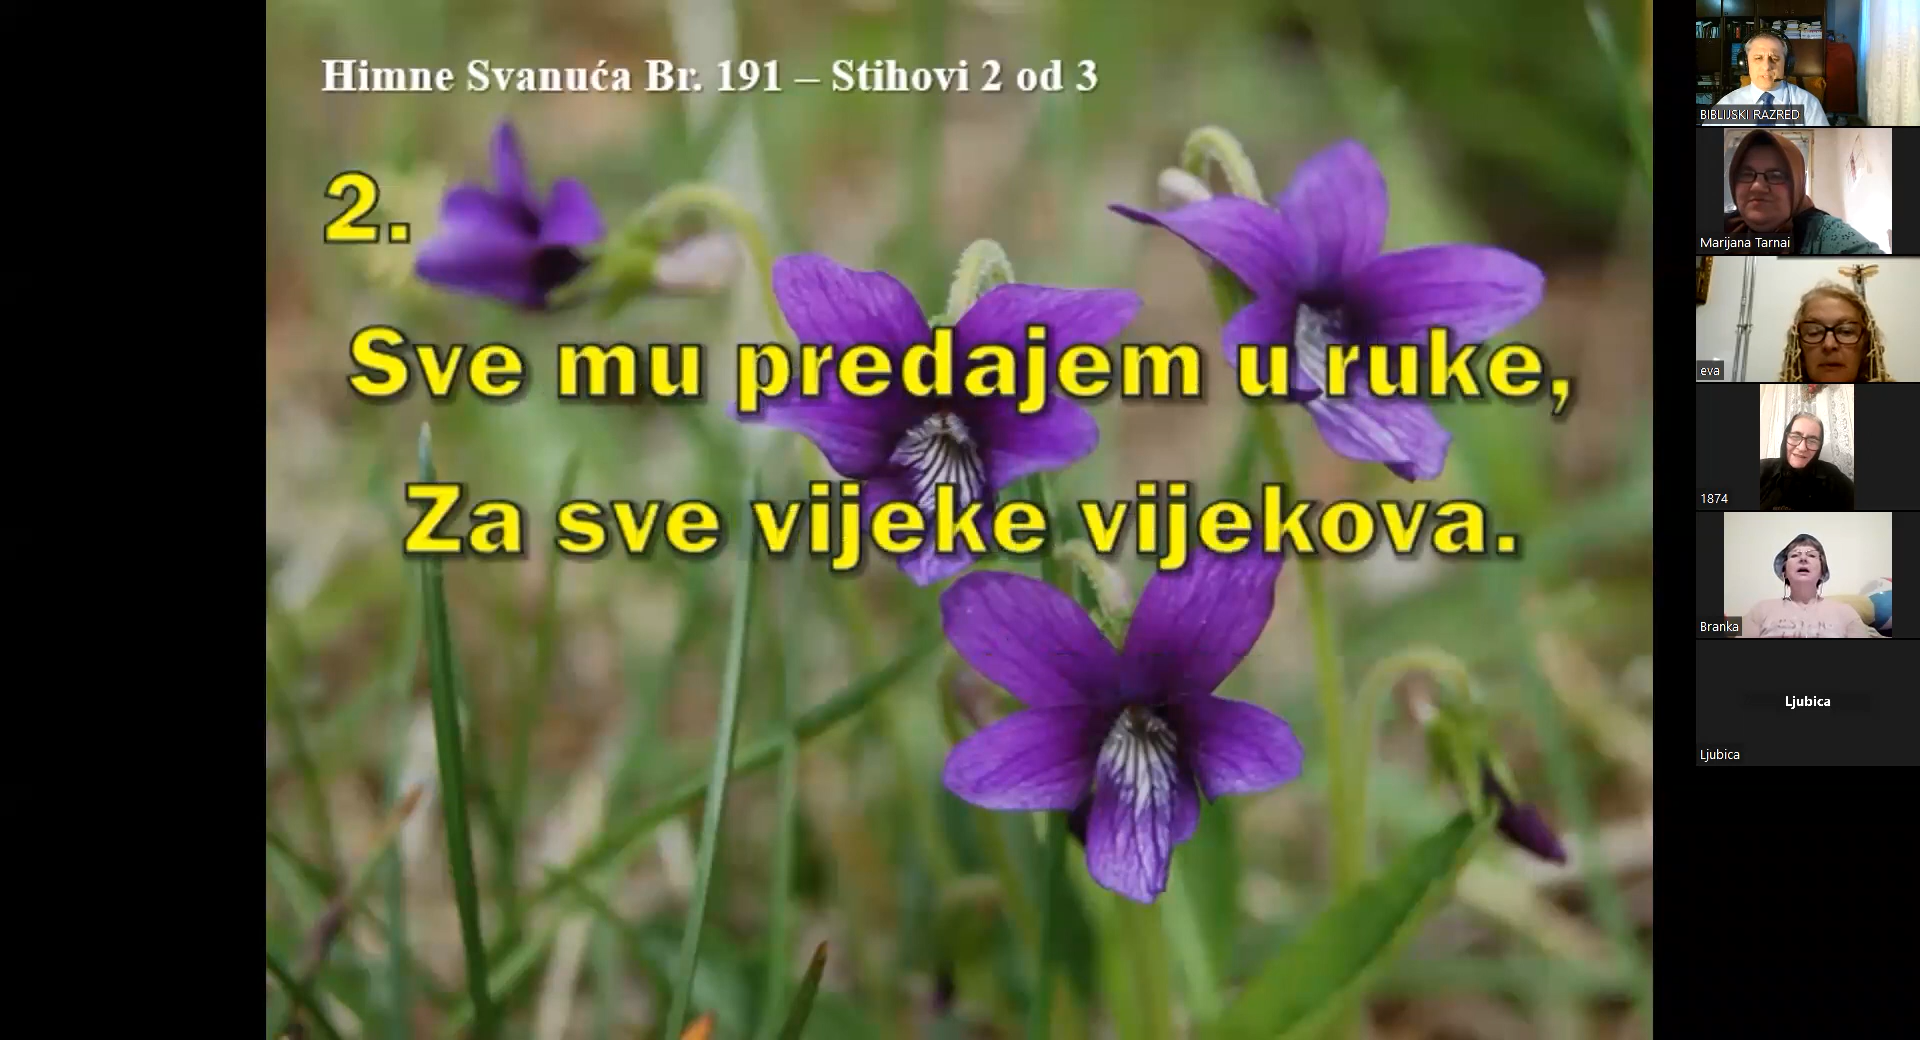 Himne Svanuća Br. 191 – Stihovi 2 od 3
2.
Sve mu predajem u ruke,
Za sve vijeke vijekova.
BIBLIJSKI RAZRED
Marijana Tarnai
eva
1874
Branka
Ljubica
Ljubica